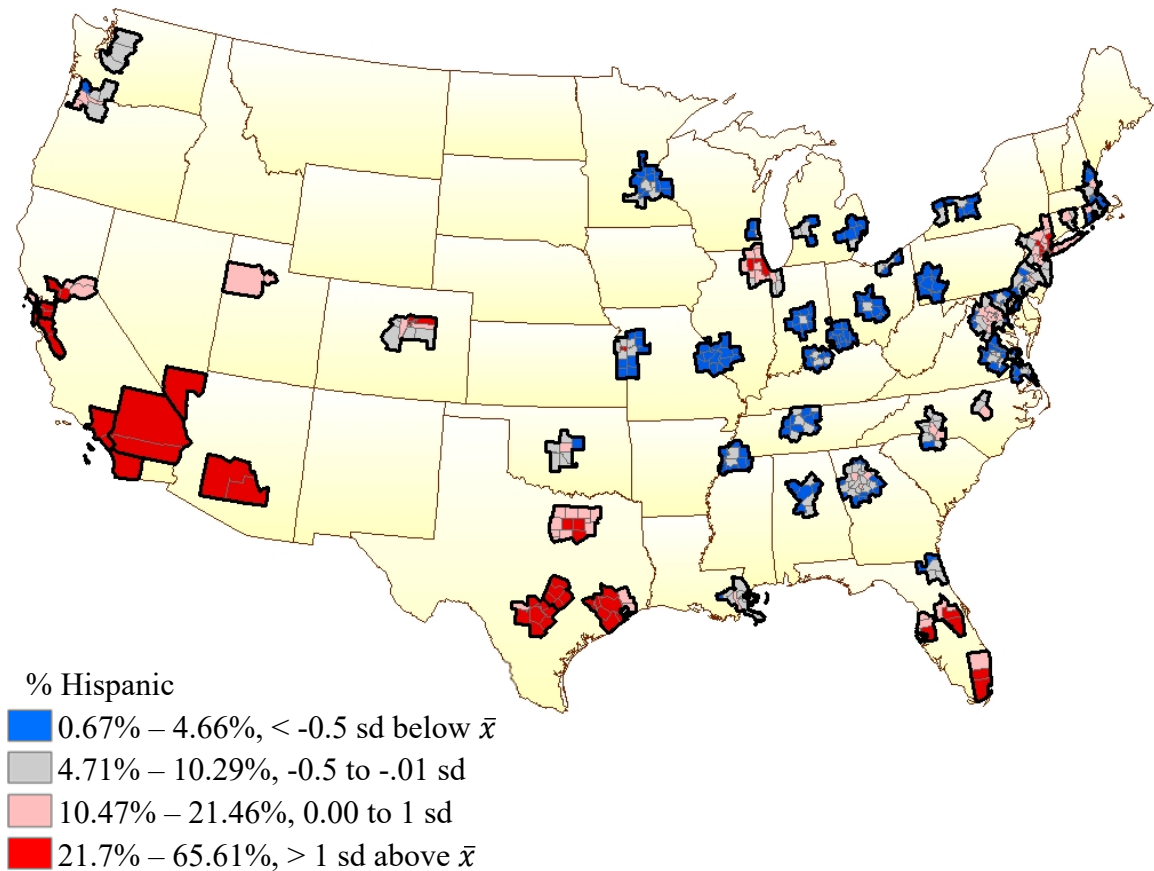 % Hispanic
0.67% – 4.66%, < -0.5 sd below x̄
4.71% – 10.29%, -0.5 to -.01 sd
10.47% – 21.46%, 0.00 to 1 sd
21.7% – 65.61%, > 1 sd above x̄